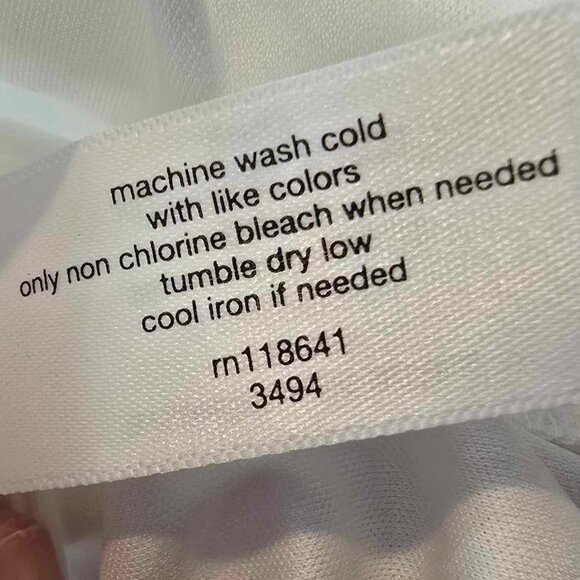 machine wash cold
with like colors
only non chlorine bleach when needed
tumble dry low
cool iron if needed
rn118641
3494